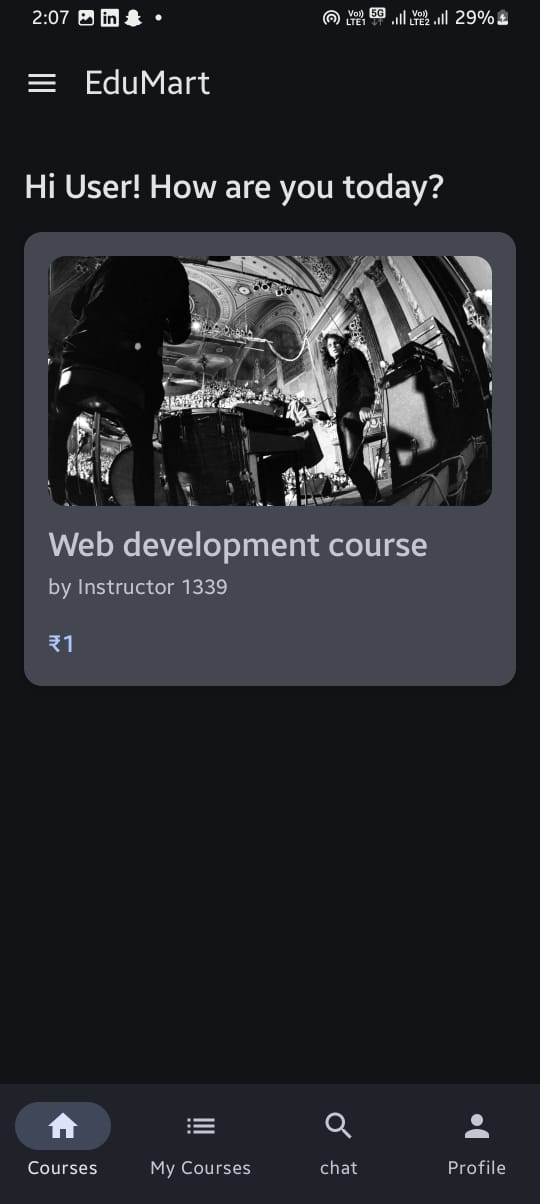 2:07 29%
Vo)) LTE1 5G Vo)) LTE2
EduMart
Hi User! How are you today?
Web development course
by Instructor 1339
₹1
Courses My Courses chat Profile